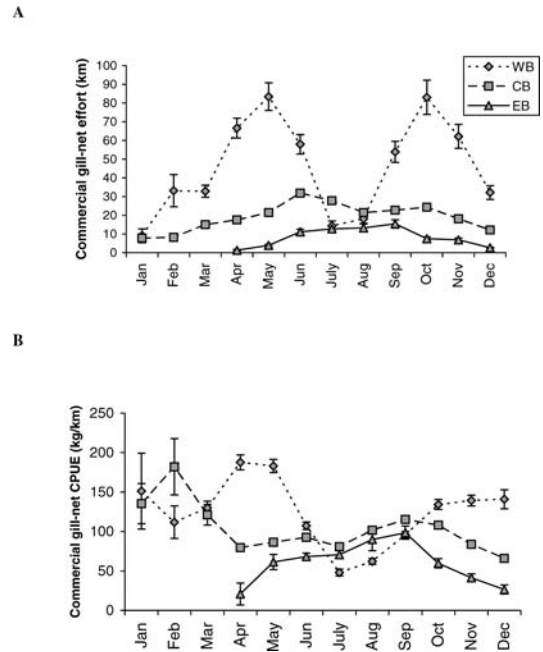 A
Commercial gill-net effort (km)
100
90
80
70
60
50
40
30
20
10
0
WB
CB
EB
Jan
Feb
Mar
Apr
May
Jun
July
Aug
Sep
Oct
Nov
Dec
B
Commercial gill-net CPUE (kg/km)
250
200
150
100
50
0
Jan
Feb
Mar
Apr
May
Jun
July
Aug
Sep
Oct
Nov
Dec